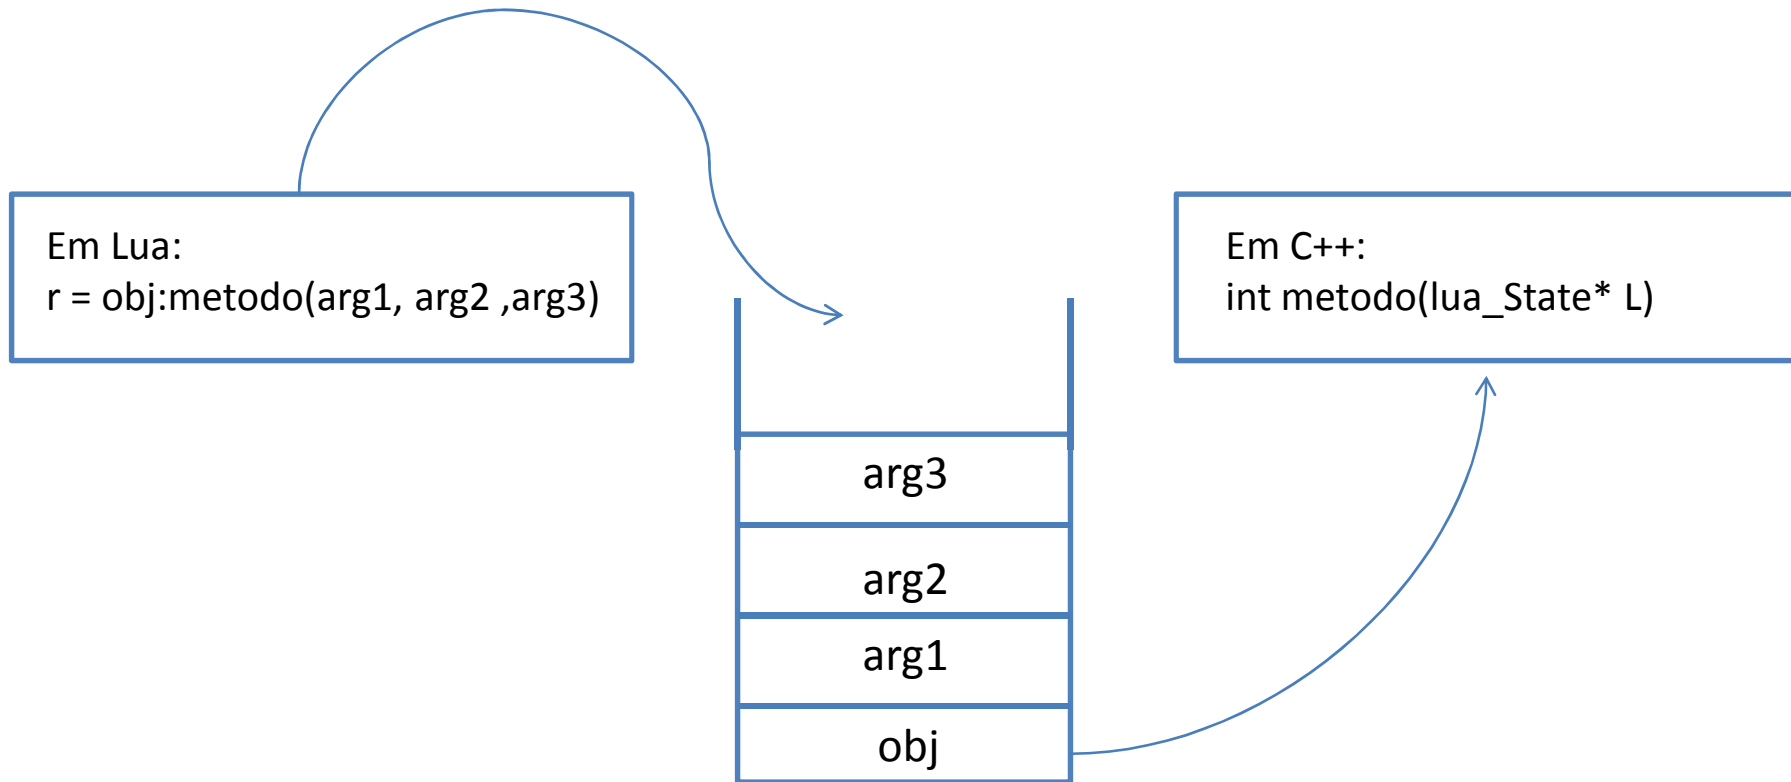 Em Lua:
r = obj:metodo(arg1, arg2 ,arg3)
Em C++:
int metodo(lua_State* L)
arg3
arg2
arg1
obj